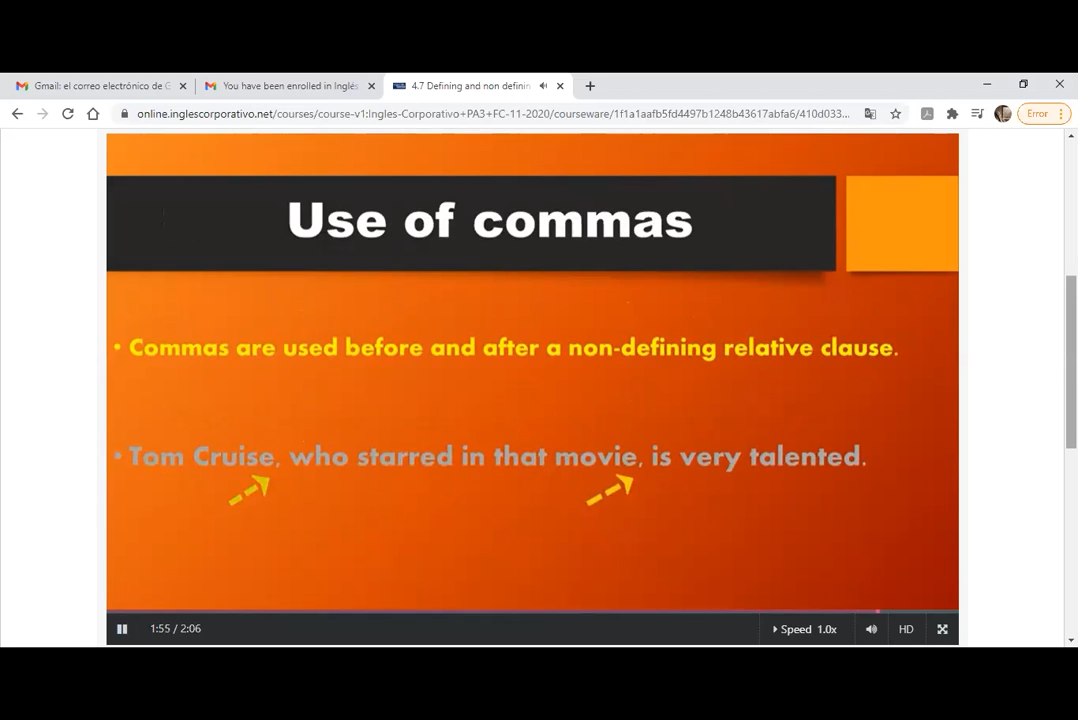 Gmail: el correo electrónico de G
You have been enrolled in Inglés
4.7 Defining and non definin
online.inglescorporativo.net/courses/course-v1:Ingles-Corporativo+PA3+FC-11-2020/courseware/1f1a1aafb5fd4497b1248b43617abfa6/410d033...
Error
Use of commas
• Commas are used before and after a non-defining relative clause.
• Tom Cruise, who starred in that movie, is very talented.
1:55 / 2:06
Speed 1.0x
HD